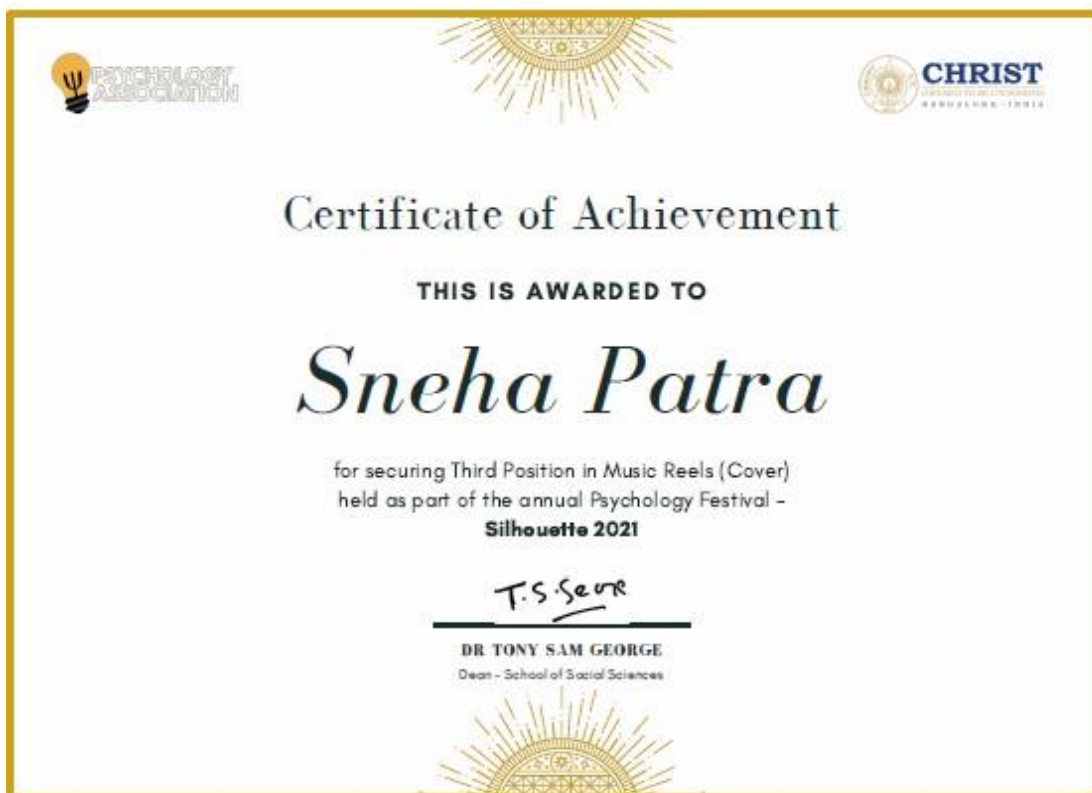 PSYCHOLOGY
ASSOCIATION
CHRIST
BANGALORE · INDIA
Certificate of Achievement
THIS IS AWARDED TO
Sneha Patra
for securing Third Position in Music Reels (Cover)
held as part of the annual Psychology Festival -
Silhouette 2021
DR TONY SAM GEORGE
Dean - School of Social Sciences